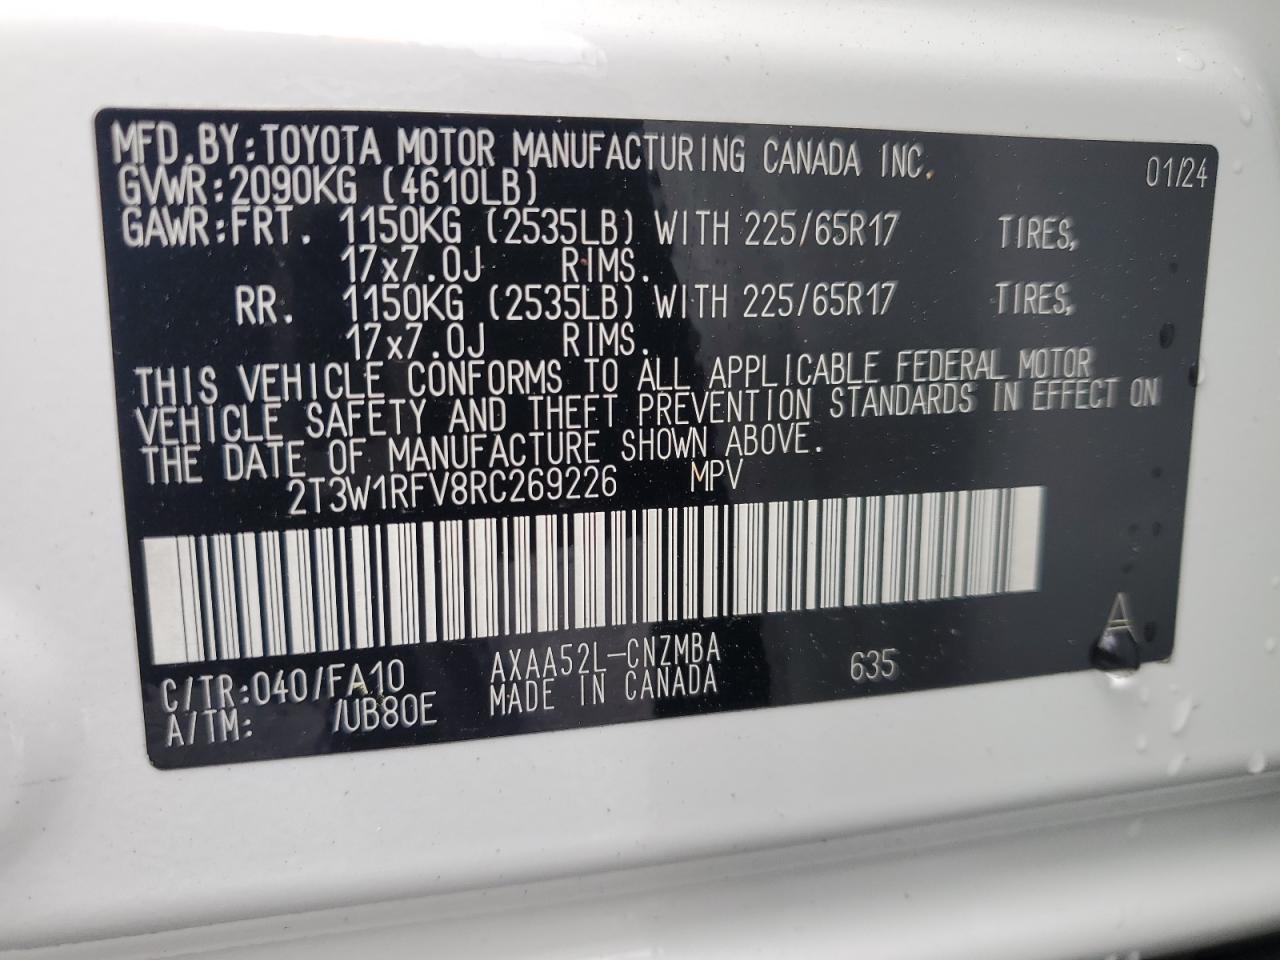 MFD.BY:TOYOTA MOTOR MANUFACTURING CANADA INC. 01/24
GVWR:2090KG (4610LB)
GAWR:FRT. 1150KG (2535LB) WITH 225/65R17 TIRES,
17x7.0J RIMS.
RR. 1150KG (2535LB) WITH 225/65R17 TIRES,
17x7.0J RIMS.
THIS VEHICLE CONFORMS TO ALL APPLICABLE FEDERAL MOTOR
VEHICLE SAFETY AND THEFT PREVENTION STANDARDS IN EFFECT ON
THE DATE OF MANUFACTURE SHOWN ABOVE.
2T3W1RFV8RC269226 MPV
C/TR:040/FA10 AXAA52L-CNZMBA 635 A
A/TM: /UB80E MADE IN CANADA